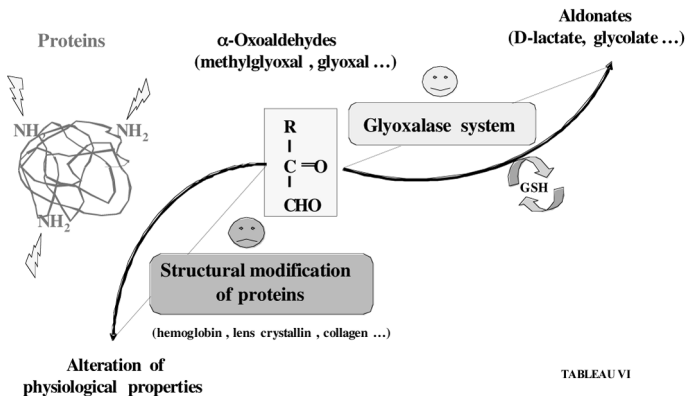 Aldonates
(D-lactate, glycolate …)
Proteins
α-Oxoaldehydes
(methylglyoxal , glyoxal …)
NH2
NH2
NH2
R
C =O
CHO
Glyoxalase system
GSH
Structural modification
of proteins
(hemoglobin , lens crystallin , collagen …)
Alteration of
physiological properties
TABLEAU VI